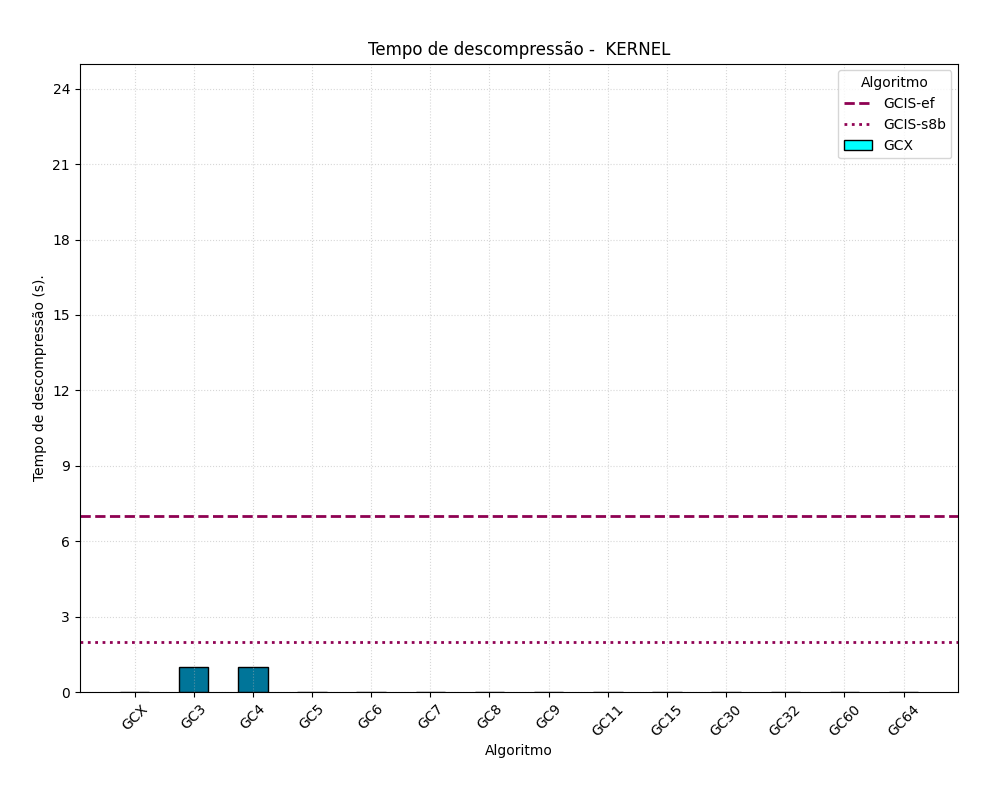 Tempo de descompressão -  KERNEL
Algoritmo
GCIS-ef
GCIS-s8b
GCX
Tempo de descompressão (s).
24
21
18
15
12
9
6
3
0
GCX
GC3
GC4
GC5
GC6
GC7
GC8
GC9
GC11
GC15
GC30
GC32
GC60
GC64
Algoritmo